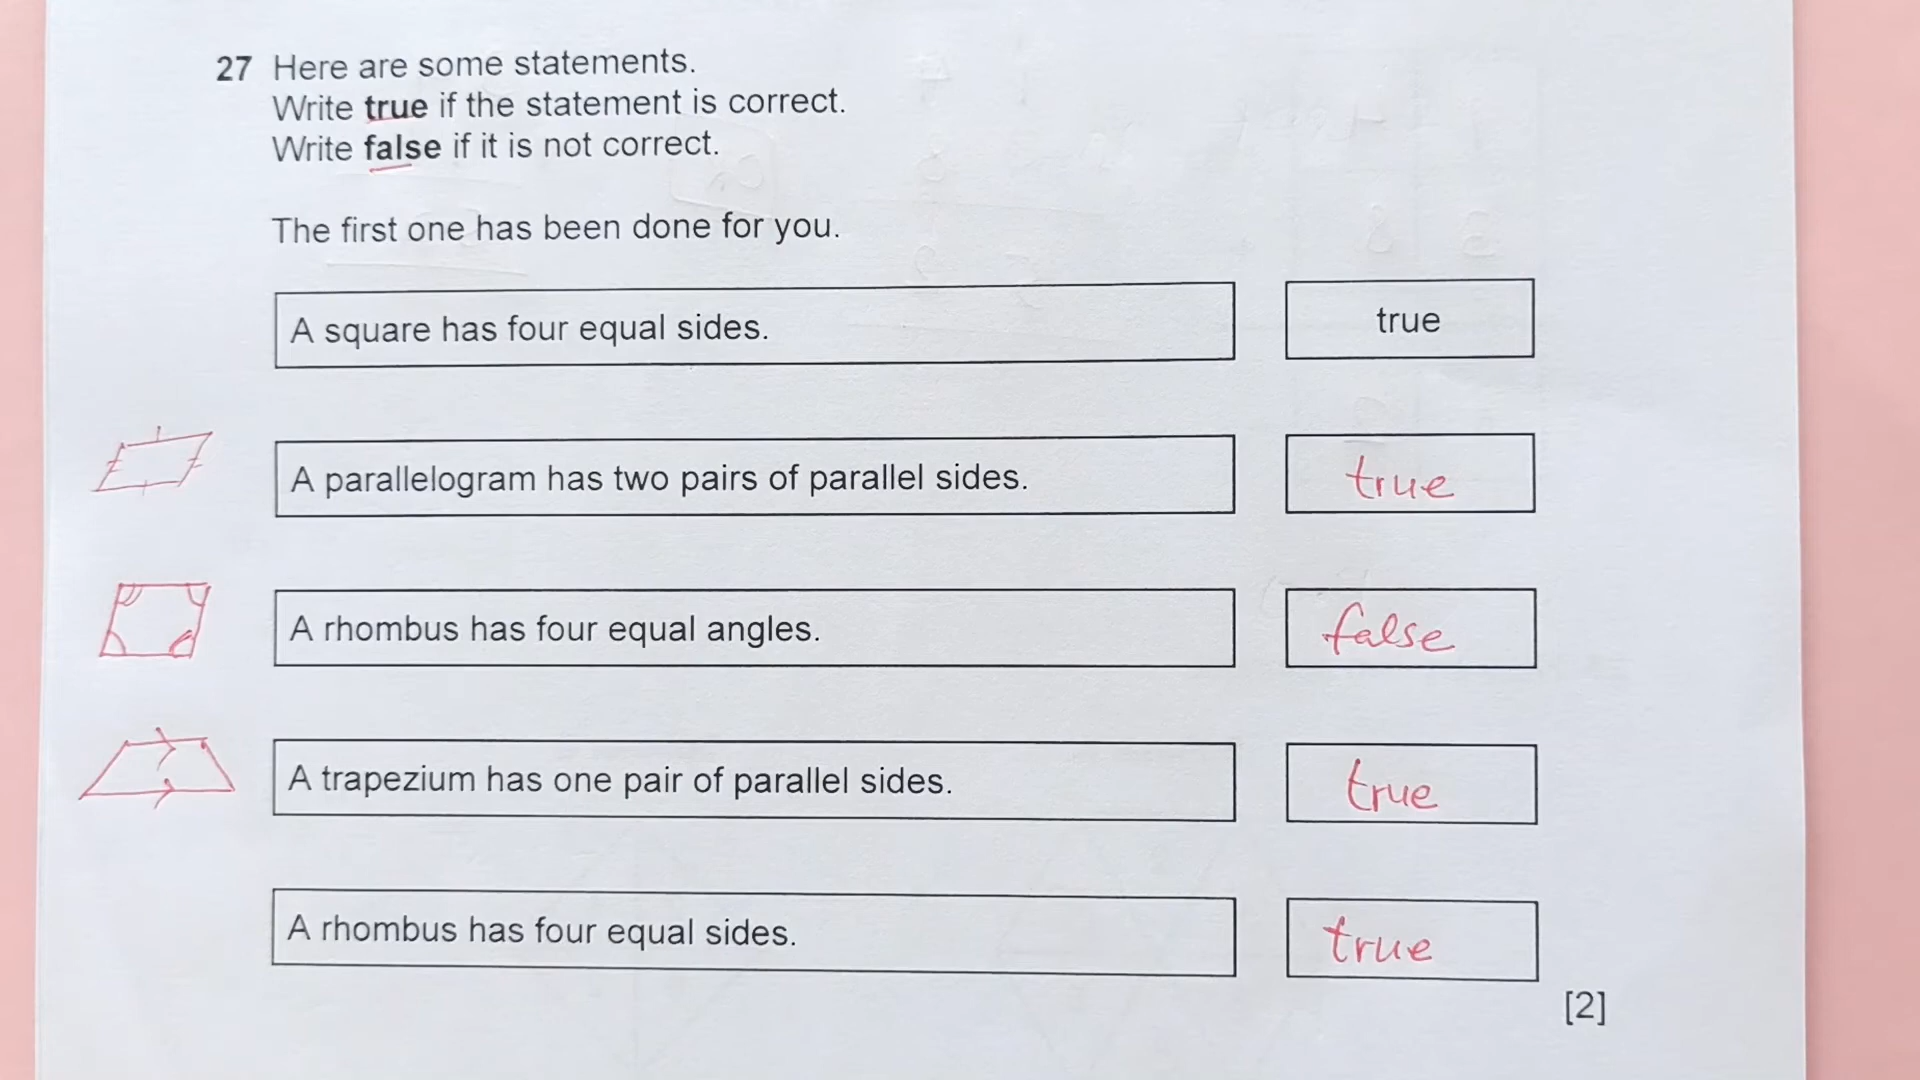 27 Here are some statements.
Write true if the statement is correct.
Write false if it is not correct.
The first one has been done for you.
A square has four equal sides. true
A parallelogram has two pairs of parallel sides. true
A rhombus has four equal angles. false
A trapezium has one pair of parallel sides. true
A rhombus has four equal sides. true
[2]